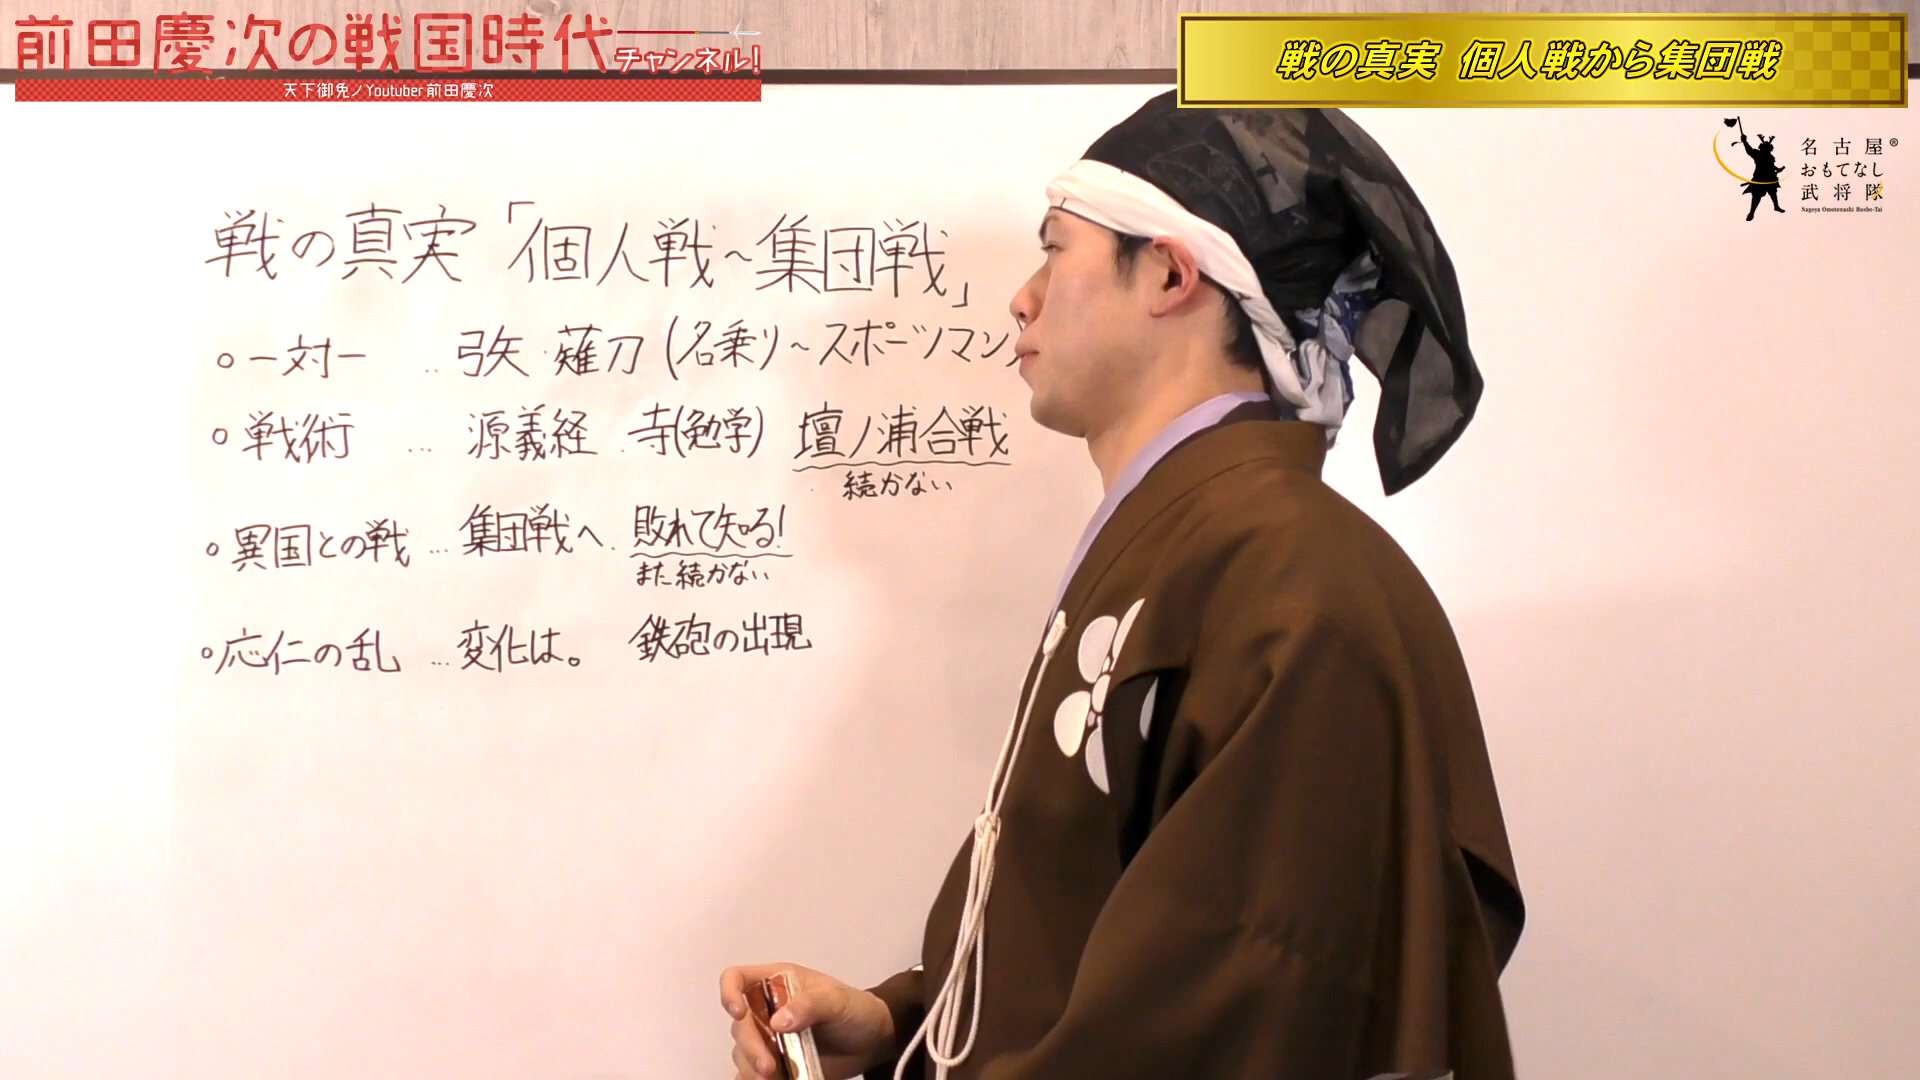 前田慶次の戦国時代チャンネル!
天下御免ノYoutuber前田慶次
戦の真実 個人戦から集団戦
名古屋®
おもてなし
武将隊
Nagoya Omotenashi Busho-Tai
戦の真実「個人戦~集団戦」
○一対一 ‥ 弓矢・薙刀(名乗り~スポーツマン)
○戦術 … 源義経・寺(勉学) 壇ノ浦合戦
続かない
○異国との戦 … 集団戦へ. 敗れて知る!
また続かない
○応仁の乱 … 変化は。 鉄砲の出現